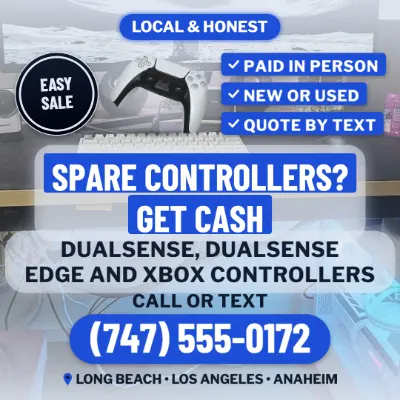 LOCAL & HONEST
EASY
SALE
✓ PAID IN PERSON
✓ NEW OR USED
✓ QUOTE BY TEXT
SPARE CONTROLLERS?
GET CASH
DUALSENSE, DUALSENSE
EDGE AND XBOX CONTROLLERS
CALL OR TEXT
(747) 555-0172
LONG BEACH • LOS ANGELES • ANAHEIM